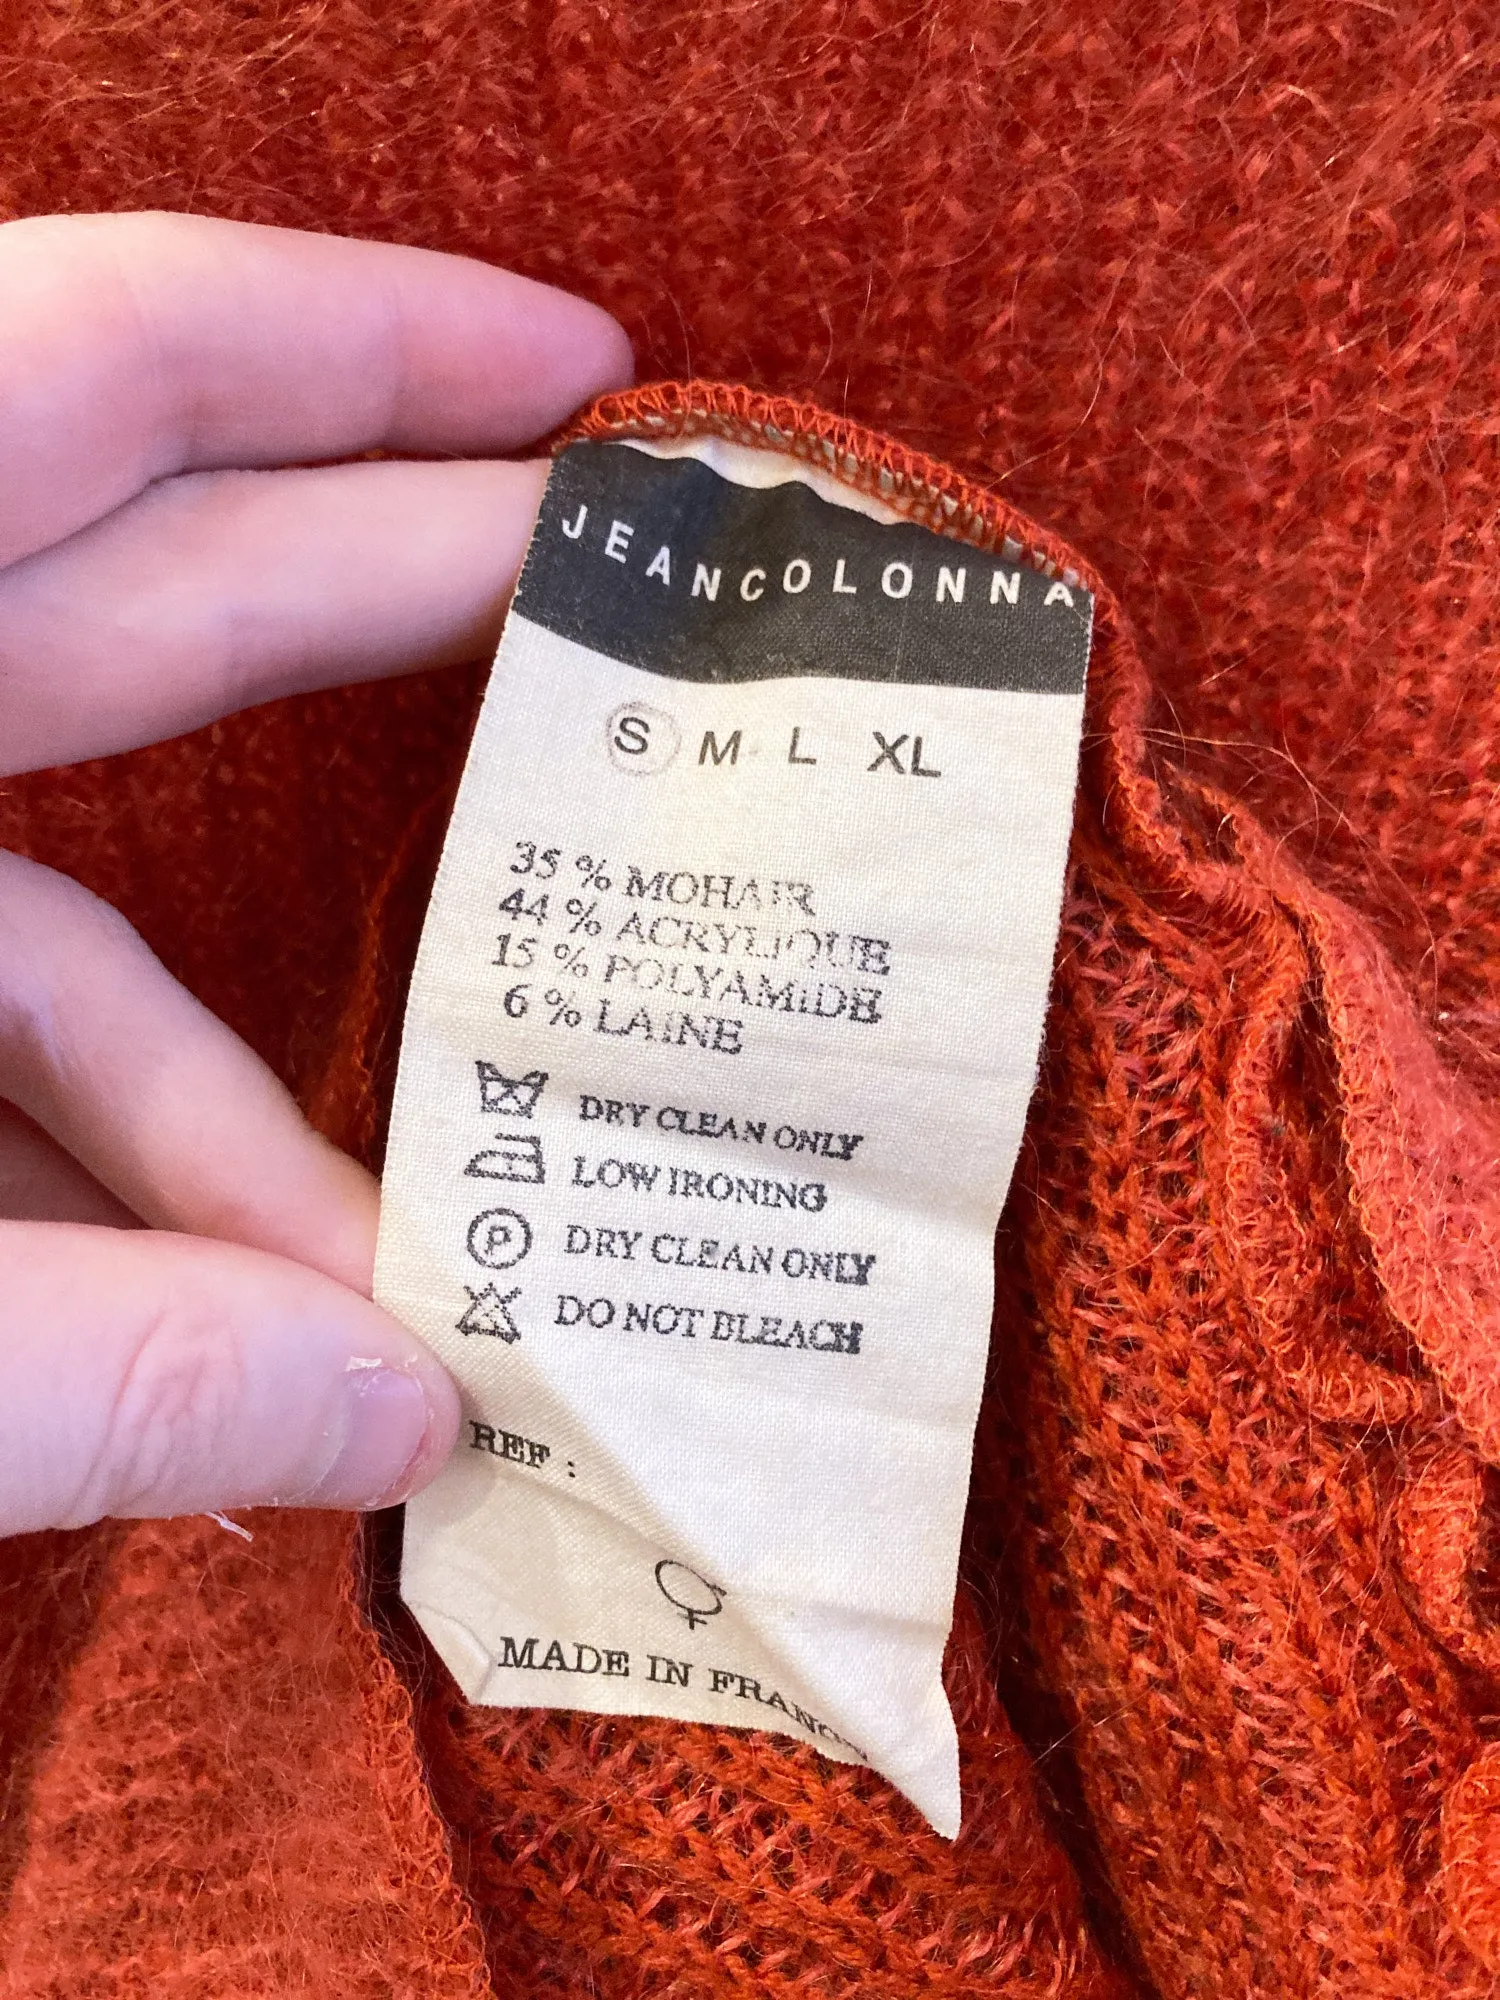 JEANCOLONNA
S M L XL
35 % MOHAIR
44 % ACRYLIQUE
15 % POLYAMIDE
6 % LAINE
DRY CLEAN ONLY
LOW IRONING
P DRY CLEAN ONLY
DO NOT BLEACH
REF :
MADE IN FRANCE